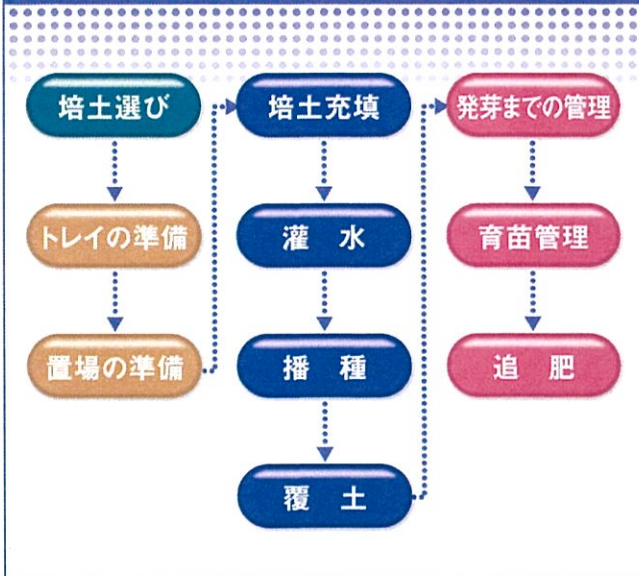 培土選び
トレイの準備
置場の準備
培土充填
灌 水
播 種
覆 土
発芽までの管理
育苗管理
追 肥